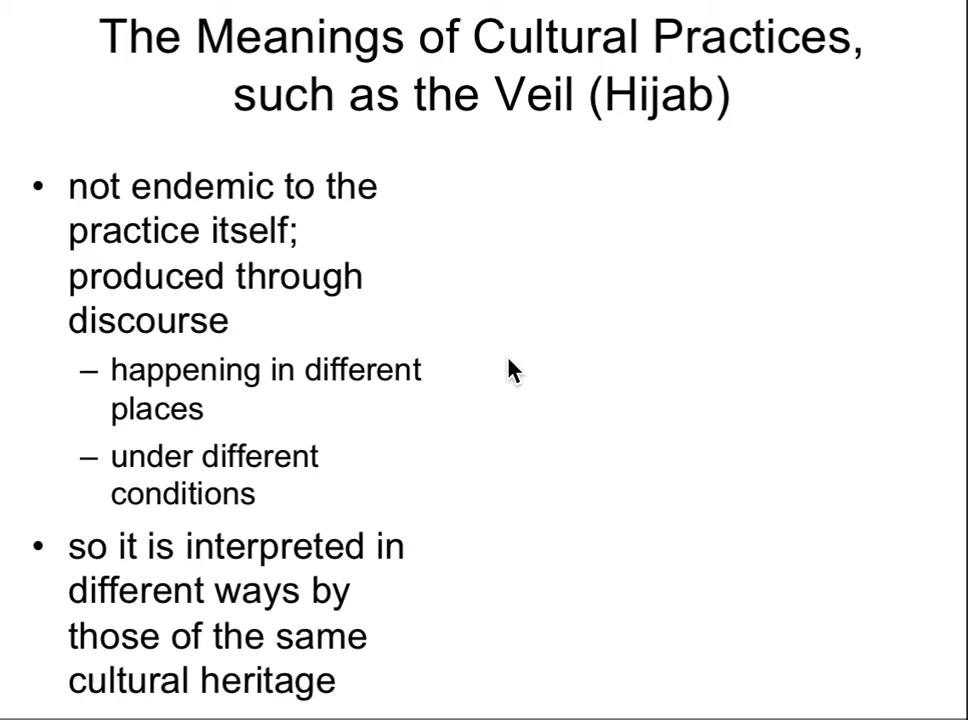 The Meanings of Cultural Practices,
such as the Veil (Hijab)
• not endemic to the
practice itself;
produced through
discourse
– happening in different
places
– under different
conditions
• so it is interpreted in
different ways by
those of the same
cultural heritage